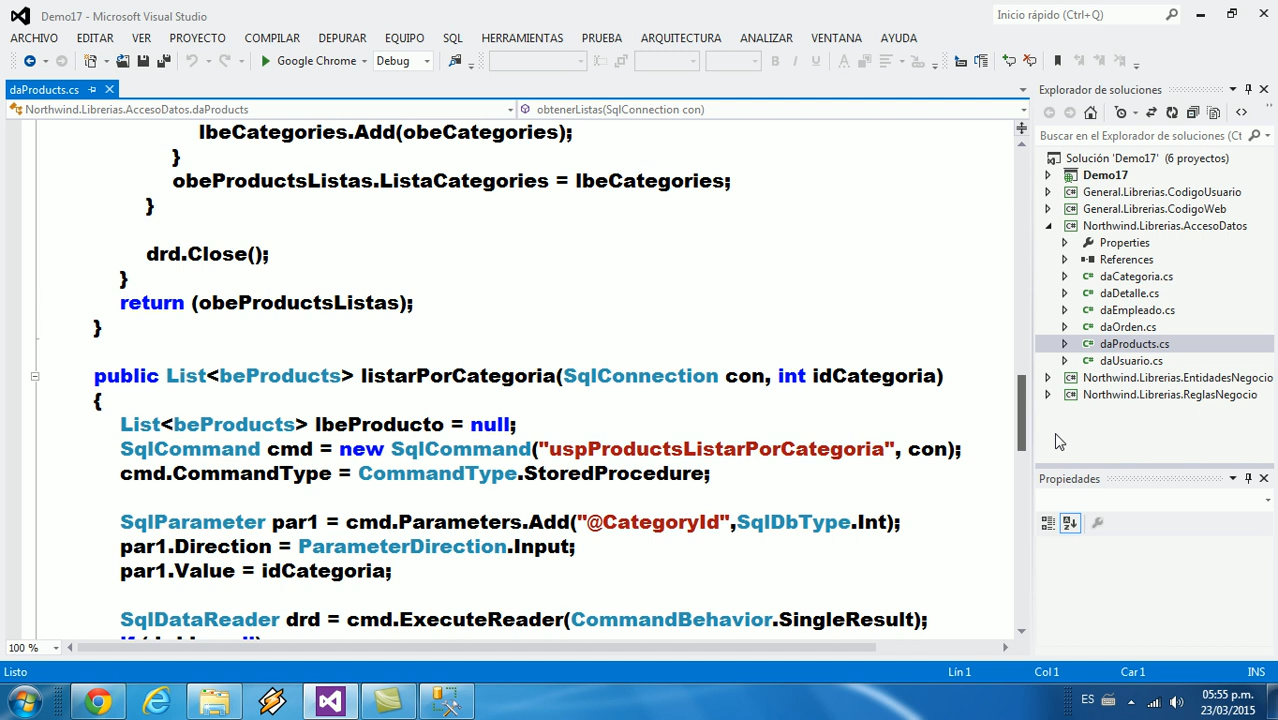 Demo17 - Microsoft Visual Studio
Inicio rápido (Ctrl+Q)
ARCHIVO EDITAR VER PROYECTO COMPILAR DEPURAR EQUIPO SQL HERRAMIENTAS PRUEBA ARQUITECTURA ANALIZAR VENTANA AYUDA
Google Chrome Debug
daProducts.cs
Northwind.Librerias.AccesoDatos.daProducts
obtenerListas(SqlConnection con)
lbeCategories.Add(obeCategories);
}
obeProductsListas.ListaCategories = lbeCategories;
}
drd.Close();
}
return (obeProductsListas);
}
public List<beProducts> listarPorCategoria(SqlConnection con, int idCategoria)
{
List<beProducts> lbeProducto = null;
SqlCommand cmd = new SqlCommand("uspProductsListarPorCategoria", con);
cmd.CommandType = CommandType.StoredProcedure;
SqlParameter par1 = cmd.Parameters.Add("@CategoryId",SqlDbType.Int);
par1.Direction = ParameterDirection.Input;
par1.Value = idCategoria;
SqlDataReader drd = cmd.ExecuteReader(CommandBehavior.SingleResult);
100 %
Explorador de soluciones
Buscar en el Explorador de soluciones (Ct
Solución 'Demo17' (6 proyectos)
Demo17
General.Librerias.CodigoUsuario
General.Librerias.CodigoWeb
Northwind.Librerias.AccesoDatos
Properties
References
daCategoria.cs
daDetalle.cs
daEmpleado.cs
daOrden.cs
daProducts.cs
daUsuario.cs
Northwind.Librerias.EntidadesNegocio
Northwind.Librerias.ReglasNegocio
Propiedades
Listo Lín 1 Col 1 Car 1 INS
ES
05:55 p.m.
23/03/2015